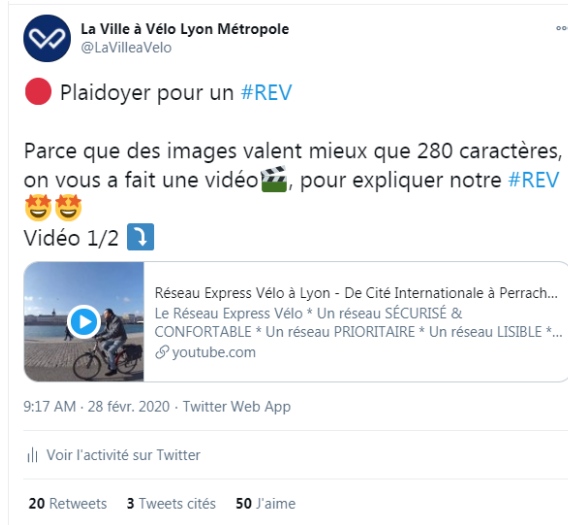 La Ville à Vélo Lyon Métropole
@LaVilleaVelo
🔴 Plaidoyer pour un #REV
Parce que des images valent mieux que 280 caractères,
on vous a fait une vidéo🎬, pour expliquer notre #REV
🤩🤩
Vidéo 1/2 ⤵️
Réseau Express Vélo à Lyon - De Cité Internationale à Perrach...
Le Réseau Express Vélo * Un réseau SÉCURISÉ &
CONFORTABLE * Un réseau PRIORITAIRE * Un réseau LISIBLE *...
youtube.com
9:17 AM · 28 févr. 2020 · Twitter Web App
Voir l'activité sur Twitter
20 Retweets 3 Tweets cités 50 J'aime